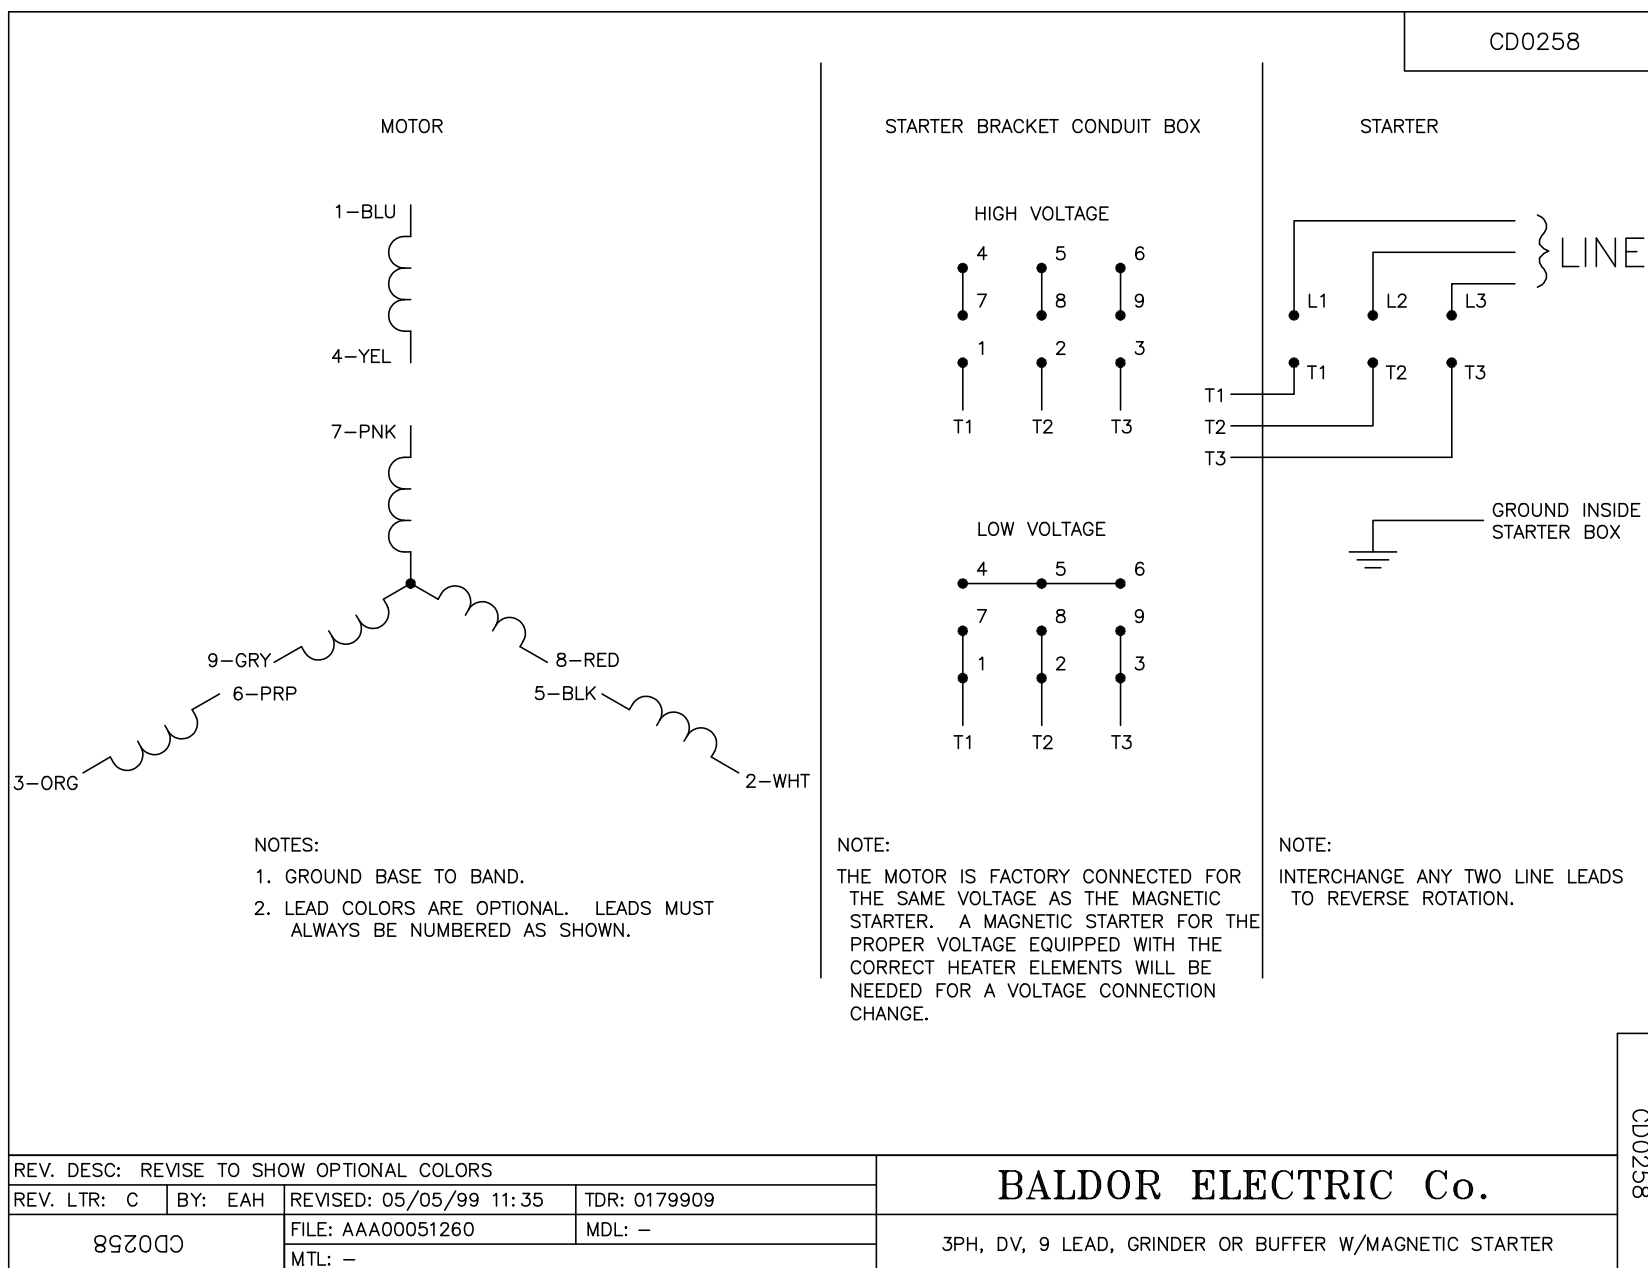 CD0258
MOTOR
1-BLU
4-YEL
7-PNK
9-GRY
8-RED
6-PRP
5-BLK
3-ORG
2-WHT
NOTES:
1. GROUND BASE TO BAND.
2. LEAD COLORS ARE OPTIONAL. LEADS MUST
ALWAYS BE NUMBERED AS SHOWN.
STARTER BRACKET CONDUIT BOX
HIGH VOLTAGE
4 5 6
7 8 9
1 2 3
T1 T2 T3
LOW VOLTAGE
4 5 6
7 8 9
1 2 3
T1 T2 T3
NOTE:
THE MOTOR IS FACTORY CONNECTED FOR
THE SAME VOLTAGE AS THE MAGNETIC
STARTER. A MAGNETIC STARTER FOR THE
PROPER VOLTAGE EQUIPPED WITH THE
CORRECT HEATER ELEMENTS WILL BE
NEEDED FOR A VOLTAGE CONNECTION
CHANGE.
STARTER
LINE
L1 L2 L3
T1 T2 T3
T1
T2
T3
GROUND INSIDE
STARTER BOX
NOTE:
INTERCHANGE ANY TWO LINE LEADS
TO REVERSE ROTATION.
CD0258
REV. DESC: REVISE TO SHOW OPTIONAL COLORS
REV. LTR: C BY: EAH REVISED: 05/05/99 11:35 TDR: 0179909
CD0258
FILE: AAA00051260 MDL: -
MTL: -
BALDOR ELECTRIC Co.
3PH, DV, 9 LEAD, GRINDER OR BUFFER W/MAGNETIC STARTER